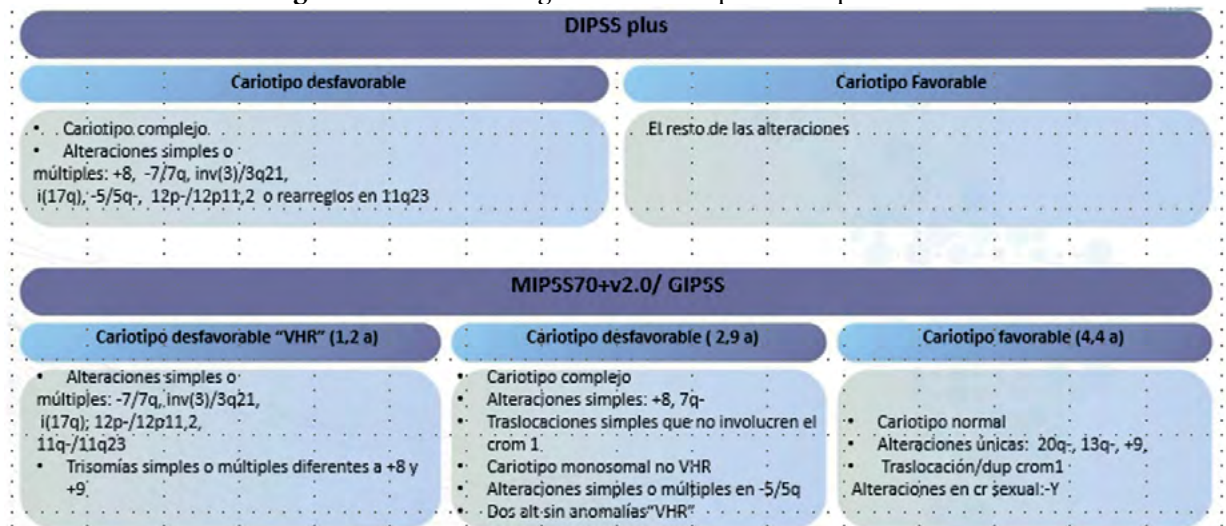 DIPSS plus
Cariotipo desfavorable
• Cariotipo complejo
• Alteraciones simples o
múltiples: +8, -7/7q, inv(3)/3q21,
i(17q), -5/5q-, 12p-/12p11,2 o rearreglos en 11q23
Cariotipo Favorable
El resto de las alteraciones
MIPSS70+v2.0/ GIPSS
Cariotipo desfavorable "VHR" (1,2 a)
• Alteraciones simples o
múltiples: -7/7q, inv(3)/3q21,
i(17q); 12p-/12p11,2,
11q-/11q23
• Trisomías simples o múltiples diferentes a +8 y
+9
Cariotipo desfavorable ( 2,9 a)
• Cariotipo complejo
• Alteraciones simples: +8, 7q-
• Traslocaciones simples que no involucren el
crom 1
• Cariotipo monosomal no VHR
• Alteraciones simples o múltiples en -5/5q
• Dos alt sin anomalías"VHR"
Cariotipo favorable (4,4 a)
• Cariotipo normal
• Alteraciones únicas: 20q-, 13q-, +9,
• Traslocación/dup crom1
Alteraciones en cr sexual:-Y